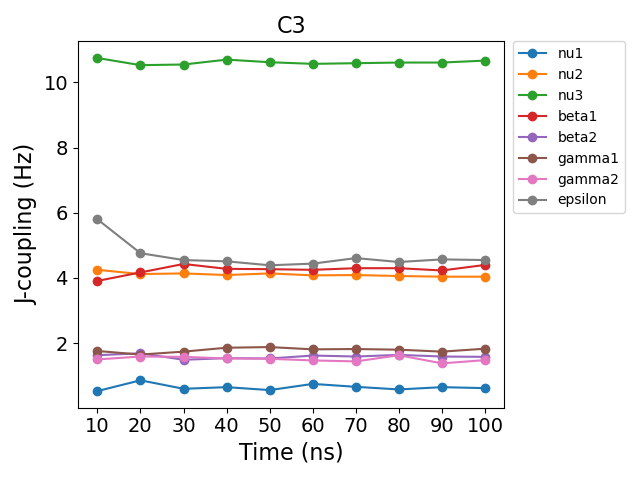 C3
J-coupling (Hz)
10
8
6
4
2
10 20 30 40 50 60 70 80 90 100
Time (ns)
nu1
nu2
nu3
beta1
beta2
gamma1
gamma2
epsilon